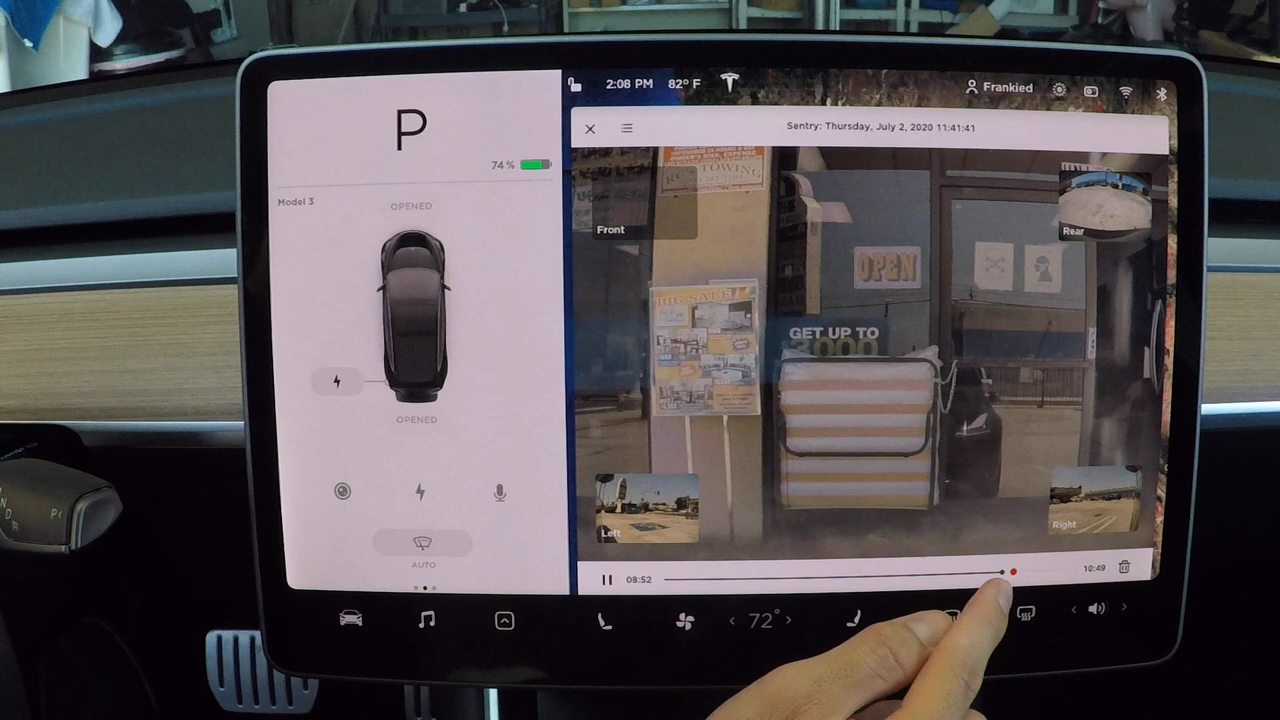 P
74 %
Model 3
OPENED
OPENED
AUTO
2:08 PM 82° F
Frankied
Sentry: Thursday, July 2, 2020 11:41:41
TOWING
Front
Rear
OPEN
BIG SALE
GET UP TO
3000
Left
Right
08:52
10:49
72°
N
D
R
P